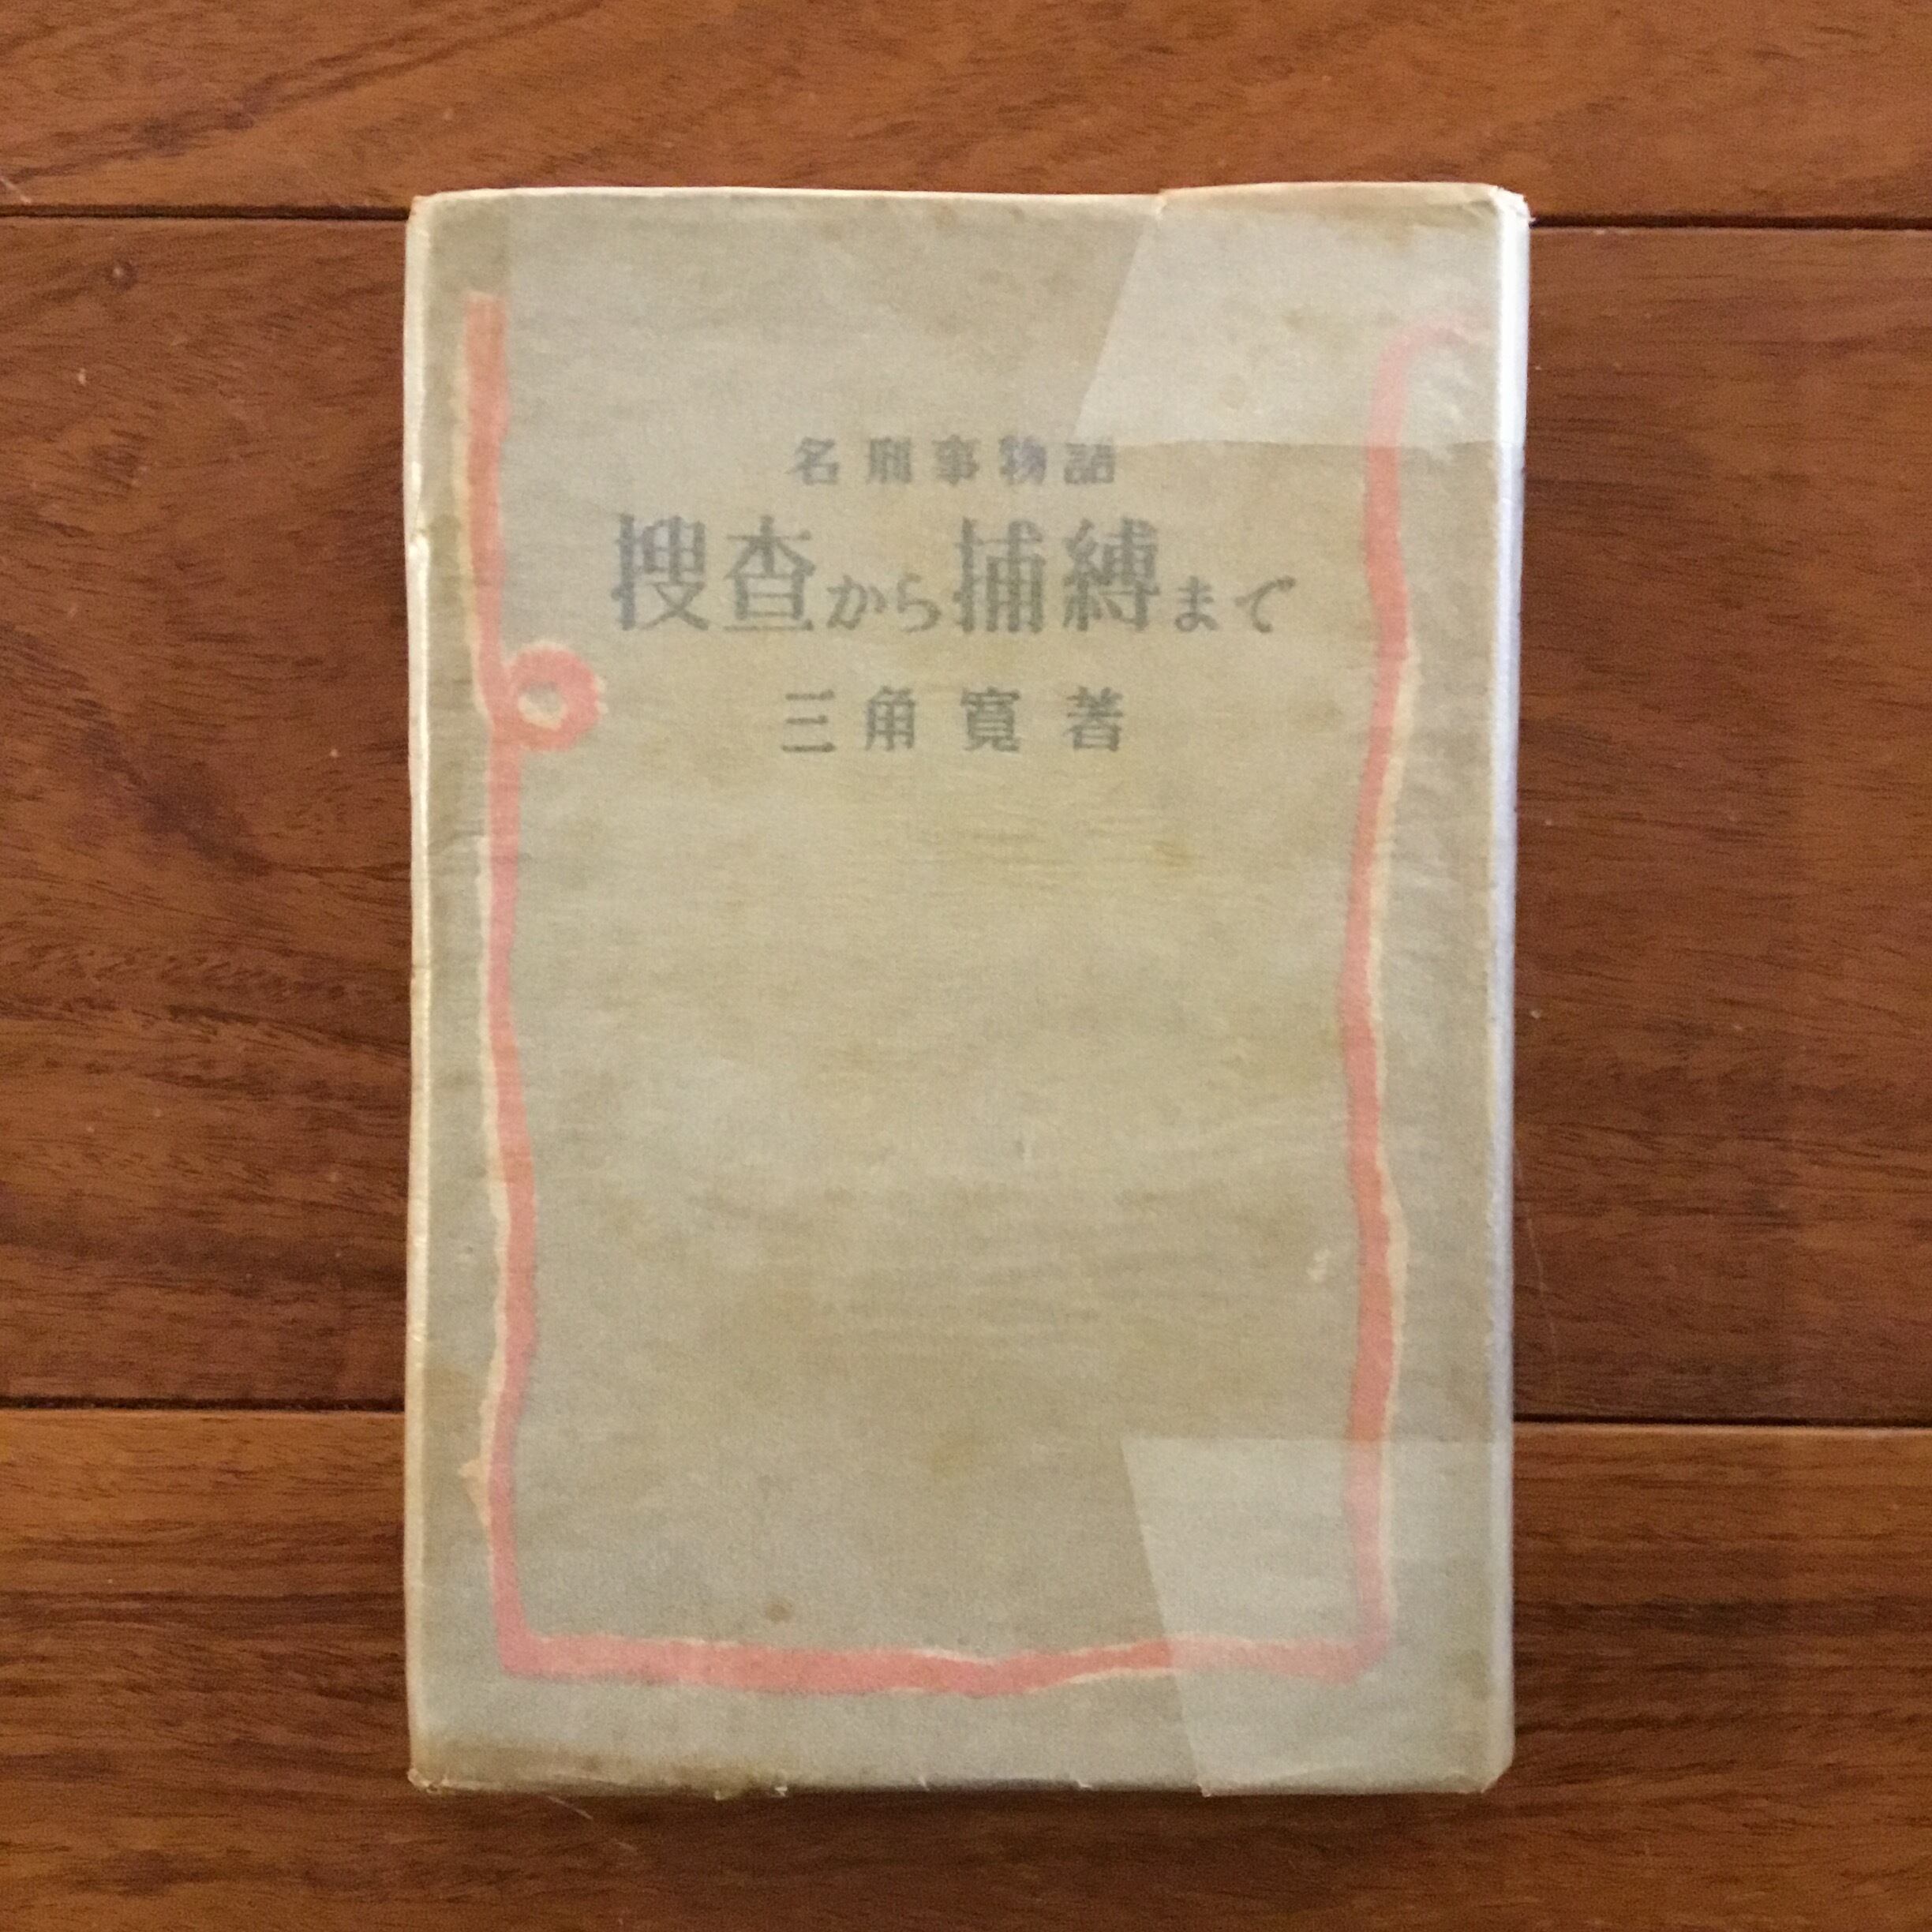 名刑事物語
捜査から捕縛まで
三角寛著